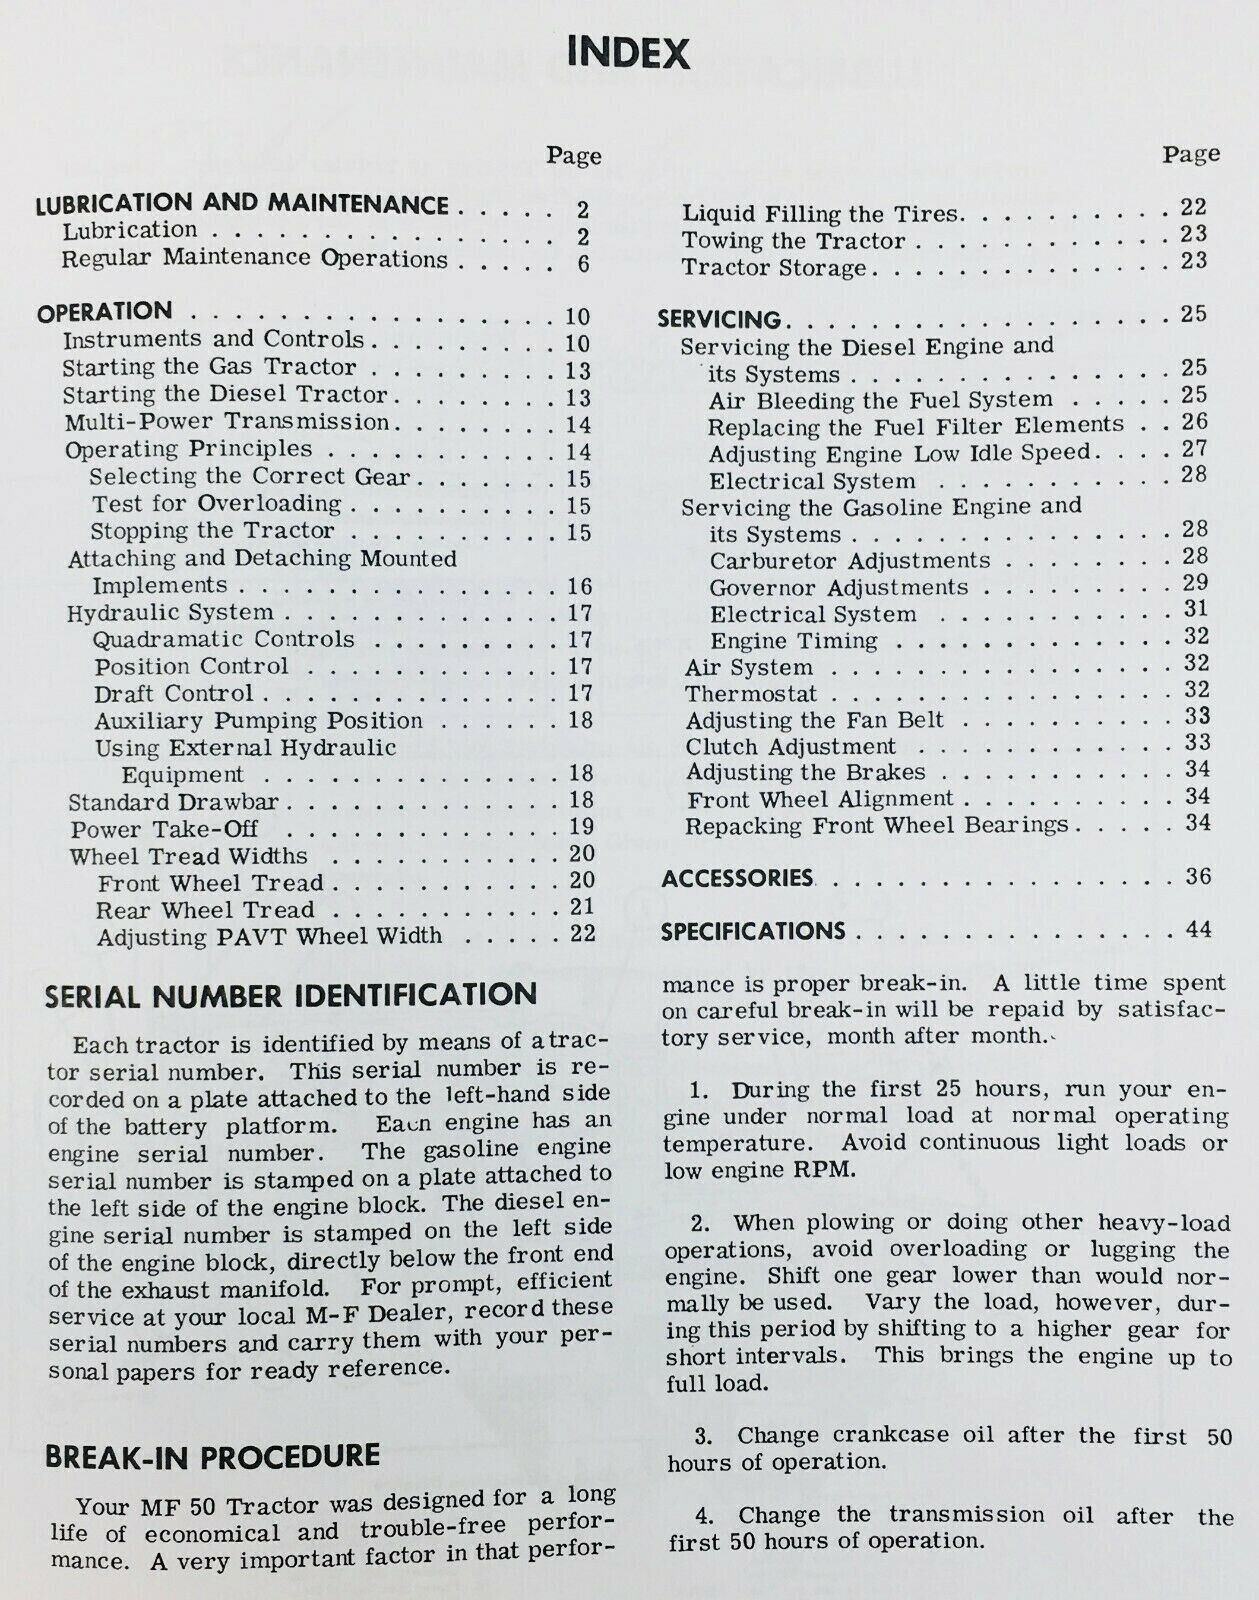 INDEX
Page
LUBRICATION AND MAINTENANCE . . . . . 2
Lubrication . . . . . . . . . . . . . . . . 2
Regular Maintenance Operations . . . . . 6
OPERATION . . . . . . . . . . . . . . . . . 10
Instruments and Controls . . . . . . . . . 10
Starting the Gas Tractor . . . . . . . . . 13
Starting the Diesel Tractor . . . . . . . . 13
Multi-Power Transmission . . . . . . . . 14
Operating Principles . . . . . . . . . . . 14
Selecting the Correct Gear . . . . . . . 15
Test for Overloading . . . . . . . . . . 15
Stopping the Tractor . . . . . . . . . . 15
Attaching and Detaching Mounted
Implements . . . . . . . . . . . . . . . 16
Hydraulic System . . . . . . . . . . . . . 17
Quadramatic Controls . . . . . . . . . 17
Position Control . . . . . . . . . . . . 17
Draft Control . . . . . . . . . . . . . . 17
Auxiliary Pumping Position . . . . . . 18
Using External Hydraulic
Equipment . . . . . . . . . . . . . . 18
Standard Drawbar . . . . . . . . . . . . . 18
Power Take-Off . . . . . . . . . . . . . 19
Wheel Tread Widths . . . . . . . . . . . 20
Front Wheel Tread . . . . . . . . . . . 20
Rear Wheel Tread . . . . . . . . . . . 21
Adjusting PAVT Wheel Width . . . . . 22
SERIAL NUMBER IDENTIFICATION
Each tractor is identified by means of a trac-
tor serial number. This serial number is re-
corded on a plate attached to the left-hand side
of the battery platform. Each engine has an
engine serial number. The gasoline engine
serial number is stamped on a plate attached to
the left side of the engine block. The diesel en-
gine serial number is stamped on the left side
of the engine block, directly below the front end
of the exhaust manifold. For prompt, efficient
service at your local M-F Dealer, record these
serial numbers and carry them with your per-
sonal papers for ready reference.
BREAK-IN PROCEDURE
Your MF 50 Tractor was designed for a long
life of economical and trouble-free perfor-
mance. A very important factor in that perfor-
Page
Liquid Filling the Tires. . . . . . . . . . 22
Towing the Tractor . . . . . . . . . . . . 23
Tractor Storage . . . . . . . . . . . . . . 23
SERVICING . . . . . . . . . . . . . . . . . . 25
Servicing the Diesel Engine and
its Systems . . . . . . . . . . . . . . . 25
Air Bleeding the Fuel System . . . . . 25
Replacing the Fuel Filter Elements . . 26
Adjusting Engine Low Idle Speed . . . . 27
Electrical System . . . . . . . . . . . 28
Servicing the Gasoline Engine and
its Systems . . . . . . . . . . . . . . . 28
Carburetor Adjustments . . . . . . . . 28
Governor Adjustments . . . . . . . . . 29
Electrical System . . . . . . . . . . . 31
Engine Timing . . . . . . . . . . . . . 32
Air System . . . . . . . . . . . . . . . . 32
Thermostat . . . . . . . . . . . . . . . . 32
Adjusting the Fan Belt . . . . . . . . . . 33
Clutch Adjustment . . . . . . . . . . . . 33
Adjusting the Brakes . . . . . . . . . . . 34
Front Wheel Alignment . . . . . . . . . . 34
Repacking Front Wheel Bearings . . . . . 34
ACCESSORIES . . . . . . . . . . . . . . . . . 36
SPECIFICATIONS . . . . . . . . . . . . . . . 44
mance is proper break-in. A little time spent
on careful break-in will be repaid by satisfac-
tory service, month after month.
1. During the first 25 hours, run your en-
gine under normal load at normal operating
temperature. Avoid continuous light loads or
low engine RPM.
2. When plowing or doing other heavy-load
operations, avoid overloading or lugging the
engine. Shift one gear lower than would nor-
mally be used. Vary the load, however, dur-
ing this period by shifting to a higher gear for
short intervals. This brings the engine up to
full load.
3. Change crankcase oil after the first 50
hours of operation.
4. Change the transmission oil after the
first 50 hours of operation.